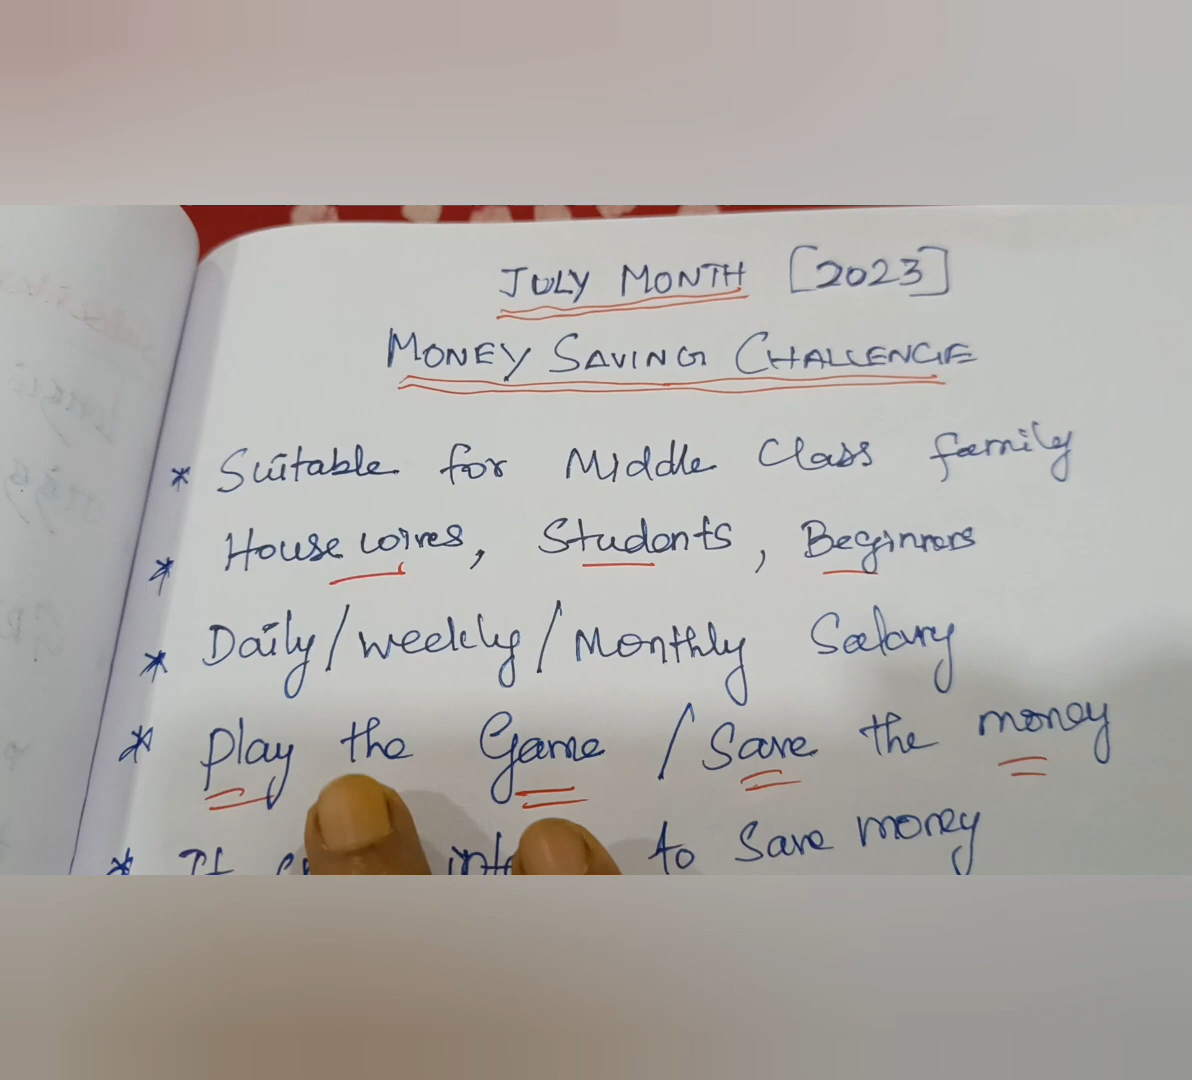 JULY MONTH [2023]
MONEY SAVING CHALLENGE
* Suitable for Middle Class family
* House wives, Students, Beginners
* Daily/weekly/Monthly Salary
* Play the Game / Save the money
* It to Save money